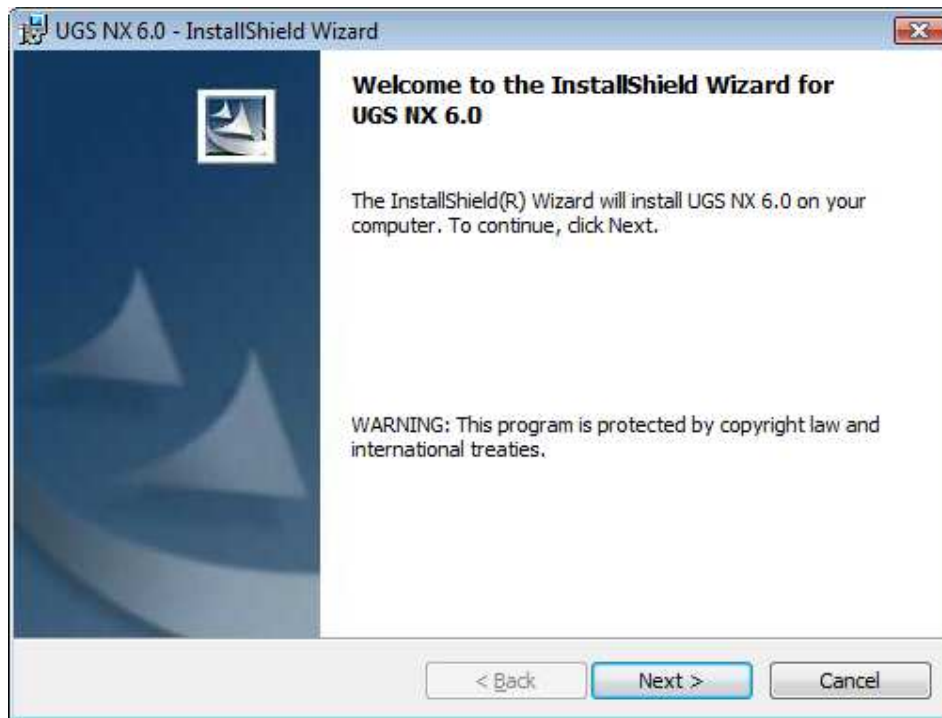 UGS NX 6.0 - InstallShield Wizard
Welcome to the InstallShield Wizard for
UGS NX 6.0
The InstallShield(R) Wizard will install UGS NX 6.0 on your
computer. To continue, click Next.
WARNING: This program is protected by copyright law and
international treaties.
< Back
Next >
Cancel